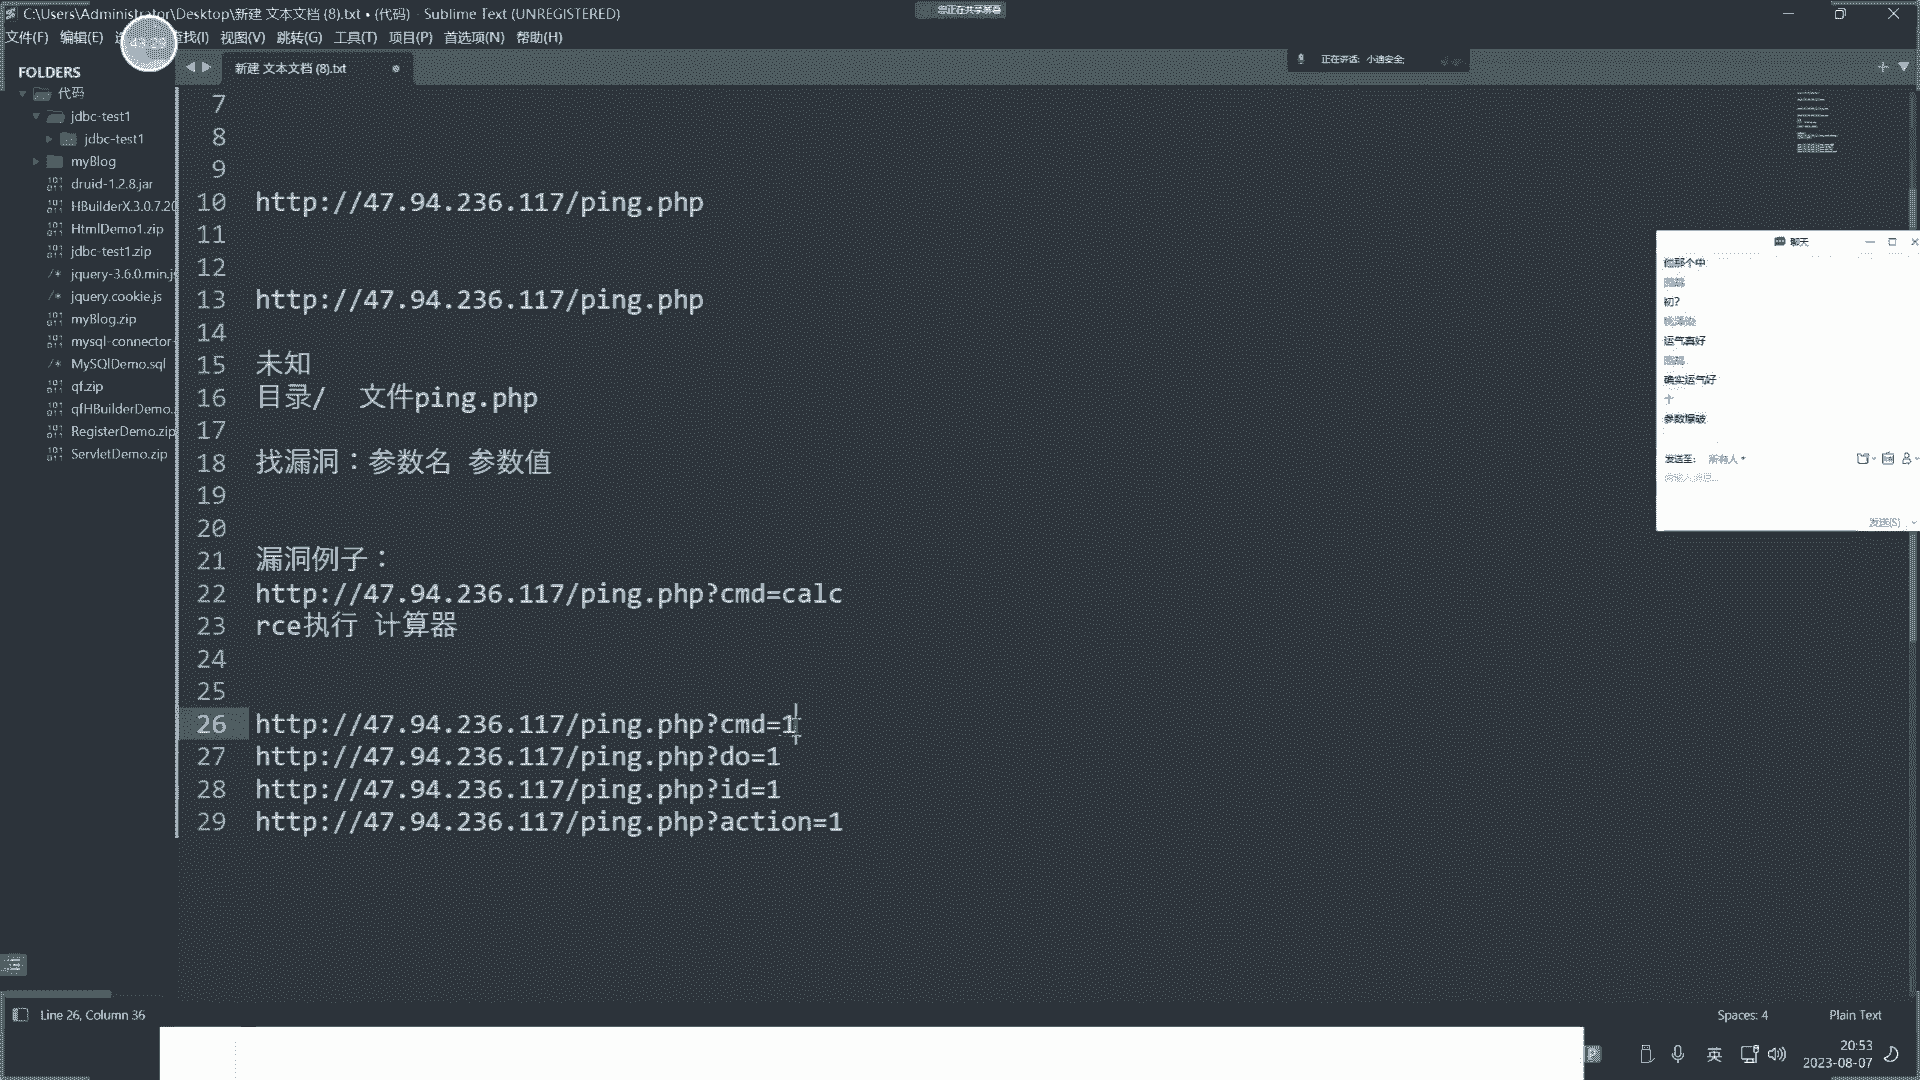 C:\Users\Administrator\Desktop\新建 文本文档 (8).txt • (代码) - Sublime Text (UNREGISTERED)
您正在共享屏幕
文件(F) 编辑(E) 查找(I) 视图(V) 跳转(G) 工具(T) 项目(P) 首选项(N) 帮助(H)
43:29
正在讲话: 小迪安全;
FOLDERS
代码
jdbc-test1
jdbc-test1
myBlog
druid-1.2.8.jar
HBuilderX.3.0.7.20
HtmlDemo1.zip
jdbc-test1.zip
jquery-3.6.0.min.j
jquery.cookie.js
myBlog.zip
mysql-connector
MySQlDemo.sql
qf.zip
qfHBuilderDemo.
RegisterDemo.zip
ServletDemo.zip
新建 文本文档 (8).txt
7
8
9
10 http://47.94.236.117/ping.php
11
12
13 http://47.94.236.117/ping.php
14
15 未知
16 目录/ 文件ping.php
17
18 找漏洞：参数名 参数值
19
20
21 漏洞例子：
22 http://47.94.236.117/ping.php?cmd=calc
23 rce执行 计算器
24
25
26 http://47.94.236.117/ping.php?cmd=1
27 http://47.94.236.117/ping.php?do=1
28 http://47.94.236.117/ping.php?id=1
29 http://47.94.236.117/ping.php?action=1
聊天
初?
运气真好
确实运气好
参数爆破
发送至: 所有人
请输入消息...
发送(S)
Line 26, Column 36
Spaces: 4
Plain Text
英
20:53
2023-08-07